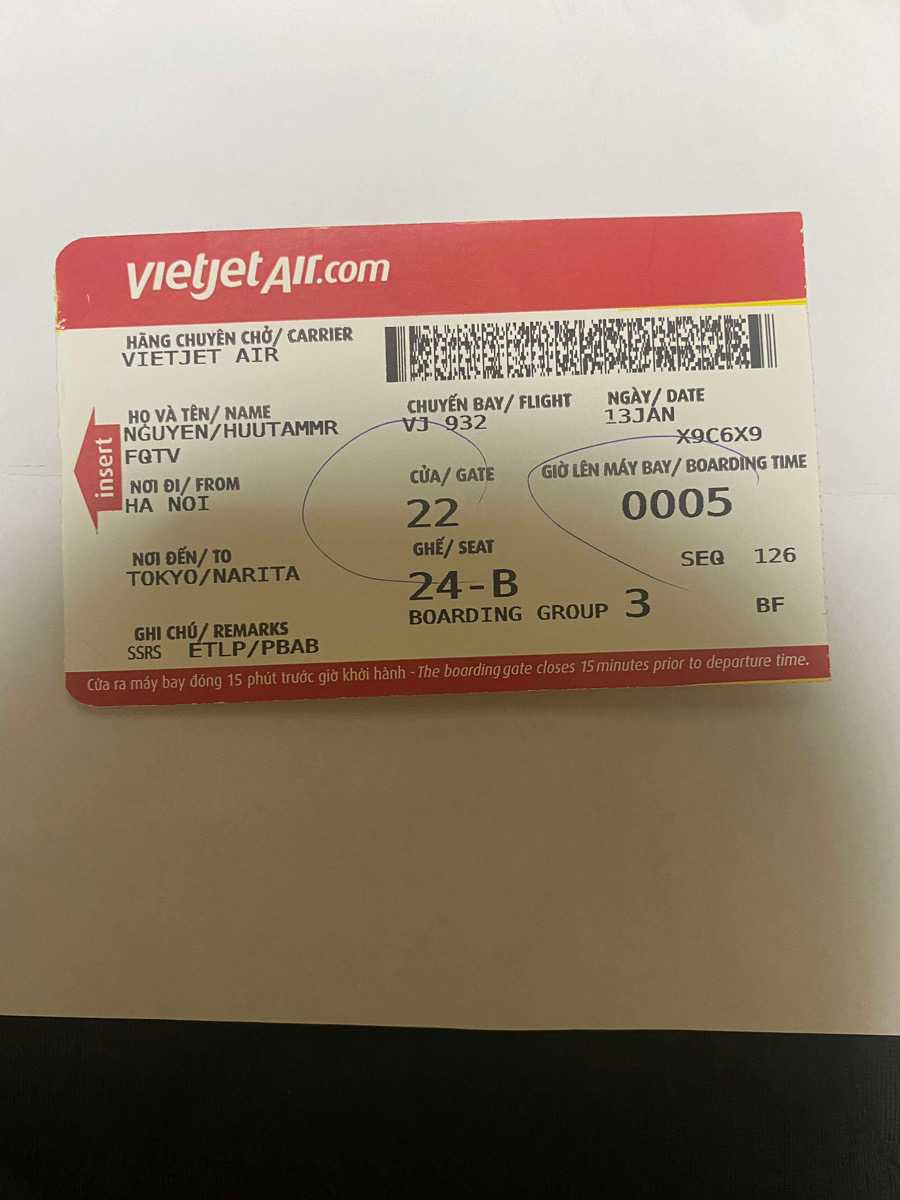 vietjetAir.com
HÃNG CHUYÊN CHỞ/ CARRIER
VIETJET AIR
HỌ VÀ TÊN/ NAME
NGUYEN/HUUTAMMR
FQTV
CHUYẾN BAY/ FLIGHT
VJ 932
NGÀY/ DATE
13JAN
X9C6X9
insert
NƠI ĐI/ FROM
HA NOI
CỬA/ GATE
22
GIỜ LÊN MÁY BAY/ BOARDING TIME
0005
NƠI ĐẾN/ TO
TOKYO/NARITA
GHẾ/ SEAT
24-B
SEQ 126
BOARDING GROUP 3
BF
GHI CHÚ/ REMARKS
SSRS ETLP/PBAB
Cửa ra máy bay đóng 15 phút trước giờ khởi hành - The boarding gate closes 15 minutes prior to departure time.